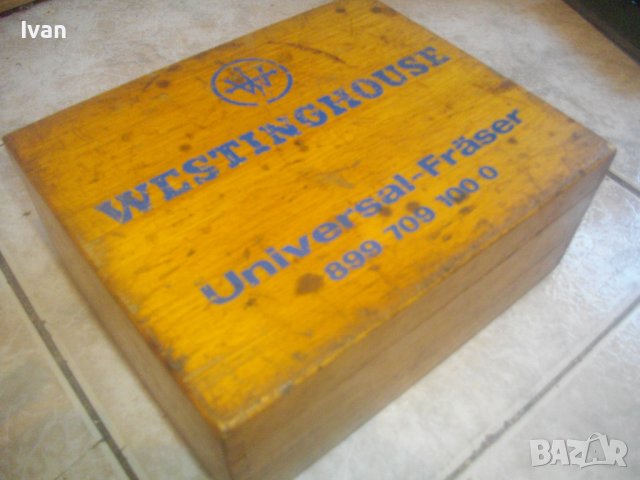 Ivan
W
WESTINGHOUSE
Universal-Fräser
899 709 100-0
BAZAR